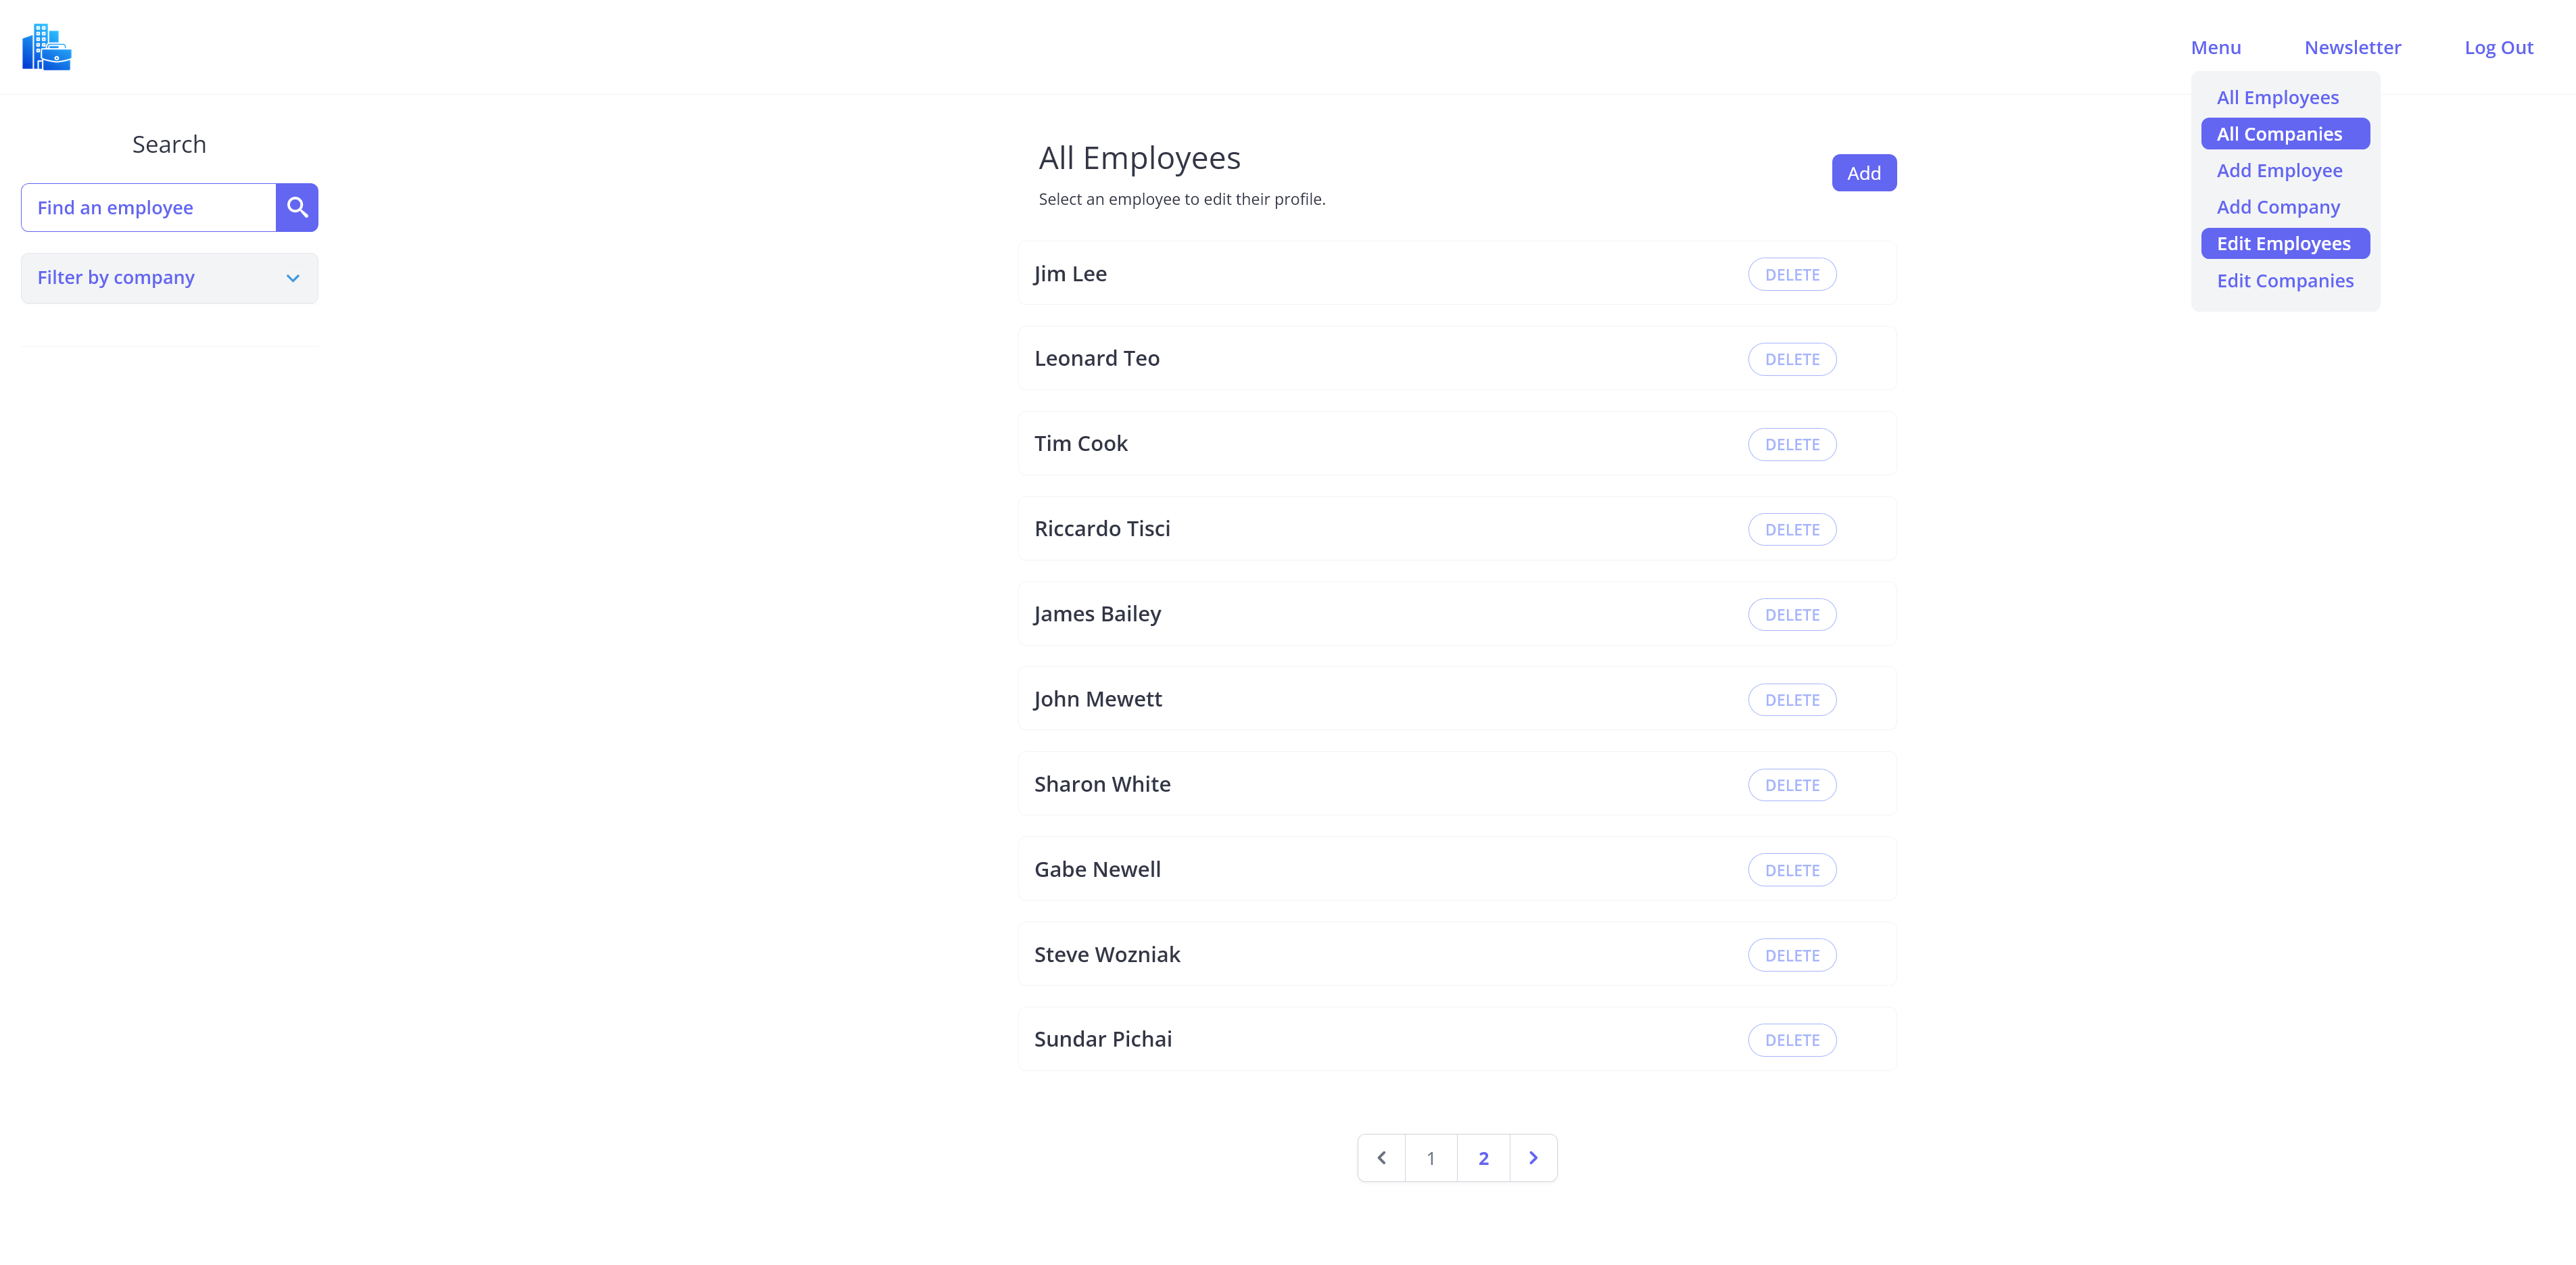 Menu
Newsletter
Log Out
All Employees
All Companies
Add Employee
Add Company
Edit Employees
Edit Companies
Search
Find an employee
Filter by company
All Employees
Select an employee to edit their profile.
Add
Jim Lee
DELETE
Leonard Teo
DELETE
Tim Cook
DELETE
Riccardo Tisci
DELETE
James Bailey
DELETE
John Mewett
DELETE
Sharon White
DELETE
Gabe Newell
DELETE
Steve Wozniak
DELETE
Sundar Pichai
DELETE
1
2